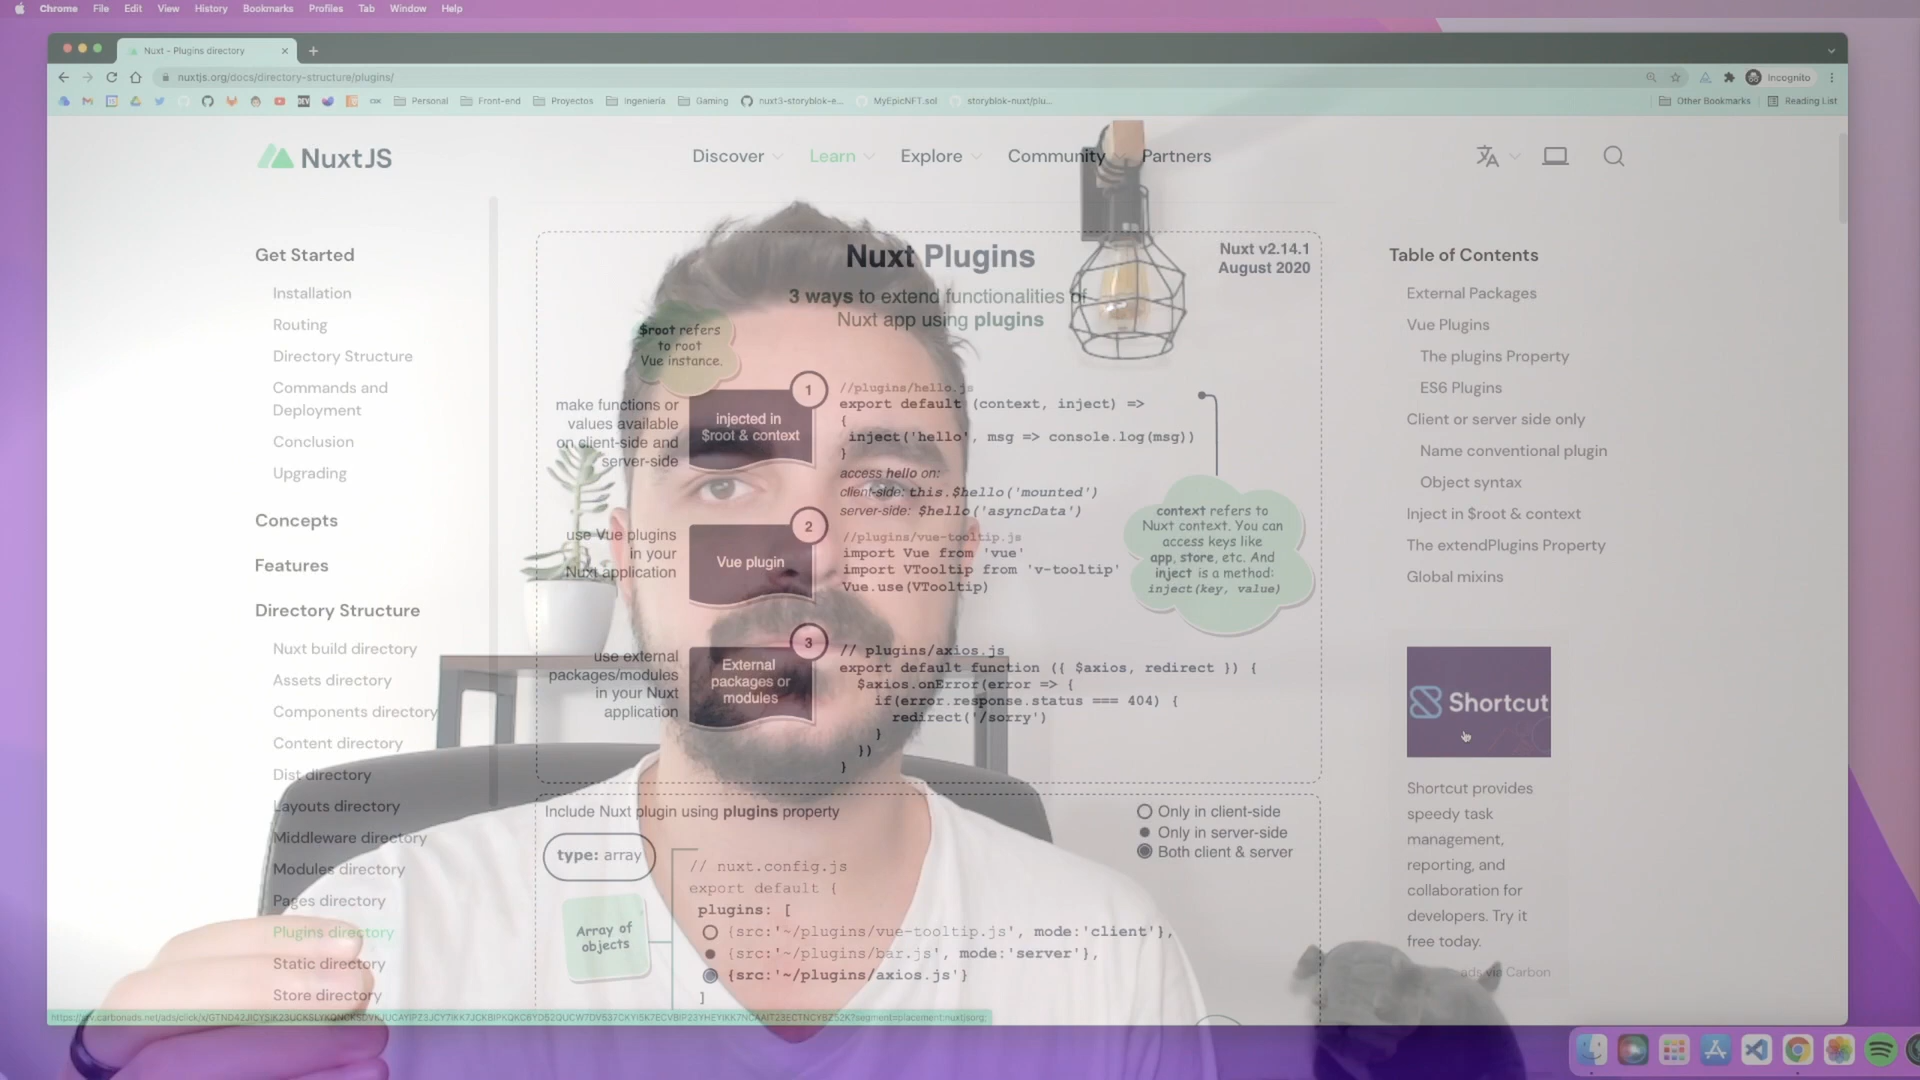 Chrome File Edit View History Bookmarks Profiles Tab Window Help
Nuxt - Plugins directory
nuxtjs.org/docs/directory-structure/plugins/
Incognito
Personal Front-end Proyectos Ingeniería Gaming nuxt3-storyblok-e... MyEpicNFT.sol storyblok-nuxt/plu... Other Bookmarks Reading List
NuxtJS
Discover Learn Explore Community Partners
Get Started
Installation
Routing
Directory Structure
Commands and
Deployment
Conclusion
Upgrading
Concepts
Features
Directory Structure
Nuxt build directory
Assets directory
Components directory
Content directory
Dist directory
Layouts directory
Middleware directory
Modules directory
Pages directory
Plugins directory
Static directory
Store directory
Nuxt Plugins
Nuxt v2.14.1
August 2020
3 ways to extend functionalities of
Nuxt app using plugins
$root refers
to root
Vue instance.
make functions or
values available
on client-side and
server-side
injected in
$root & context
1
//plugins/hello.js
export default (context, inject) =>
{
inject('hello', msg => console.log(msg))
}
access hello on:
client-side: this.$hello('mounted')
server-side: $hello('asyncData')
context refers to
Nuxt context. You can
access keys like
app, store, etc. And
inject is a method:
inject(key, value)
use Vue plugins
in your
Nuxt application
Vue plugin
2
//plugins/vue-tooltip.js
import Vue from 'vue'
import VTooltip from 'v-tooltip'
Vue.use(VTooltip)
use external
packages/modules
in your Nuxt
application
External
packages or
modules
3
// plugins/axios.js
export default function ({ $axios, redirect }) {
$axios.onError(error => {
if(error.response.status === 404) {
redirect('/sorry')
}
})
}
Include Nuxt plugin using plugins property
Only in client-side
Only in server-side
Both client & server
type: array
Array of
objects
// nuxt.config.js
export default {
plugins: [
{src:'~/plugins/vue-tooltip.js', mode:'client'},
{src:'~/plugins/bar.js', mode:'server'},
{src:'~/plugins/axios.js'}
]
Table of Contents
External Packages
Vue Plugins
The plugins Property
ES6 Plugins
Client or server side only
Name conventional plugin
Object syntax
Inject in $root & context
The extendPlugins Property
Global mixins
Shortcut
Shortcut provides
speedy task
management,
reporting, and
collaboration for
developers. Try it
free today.
ads via Carbon